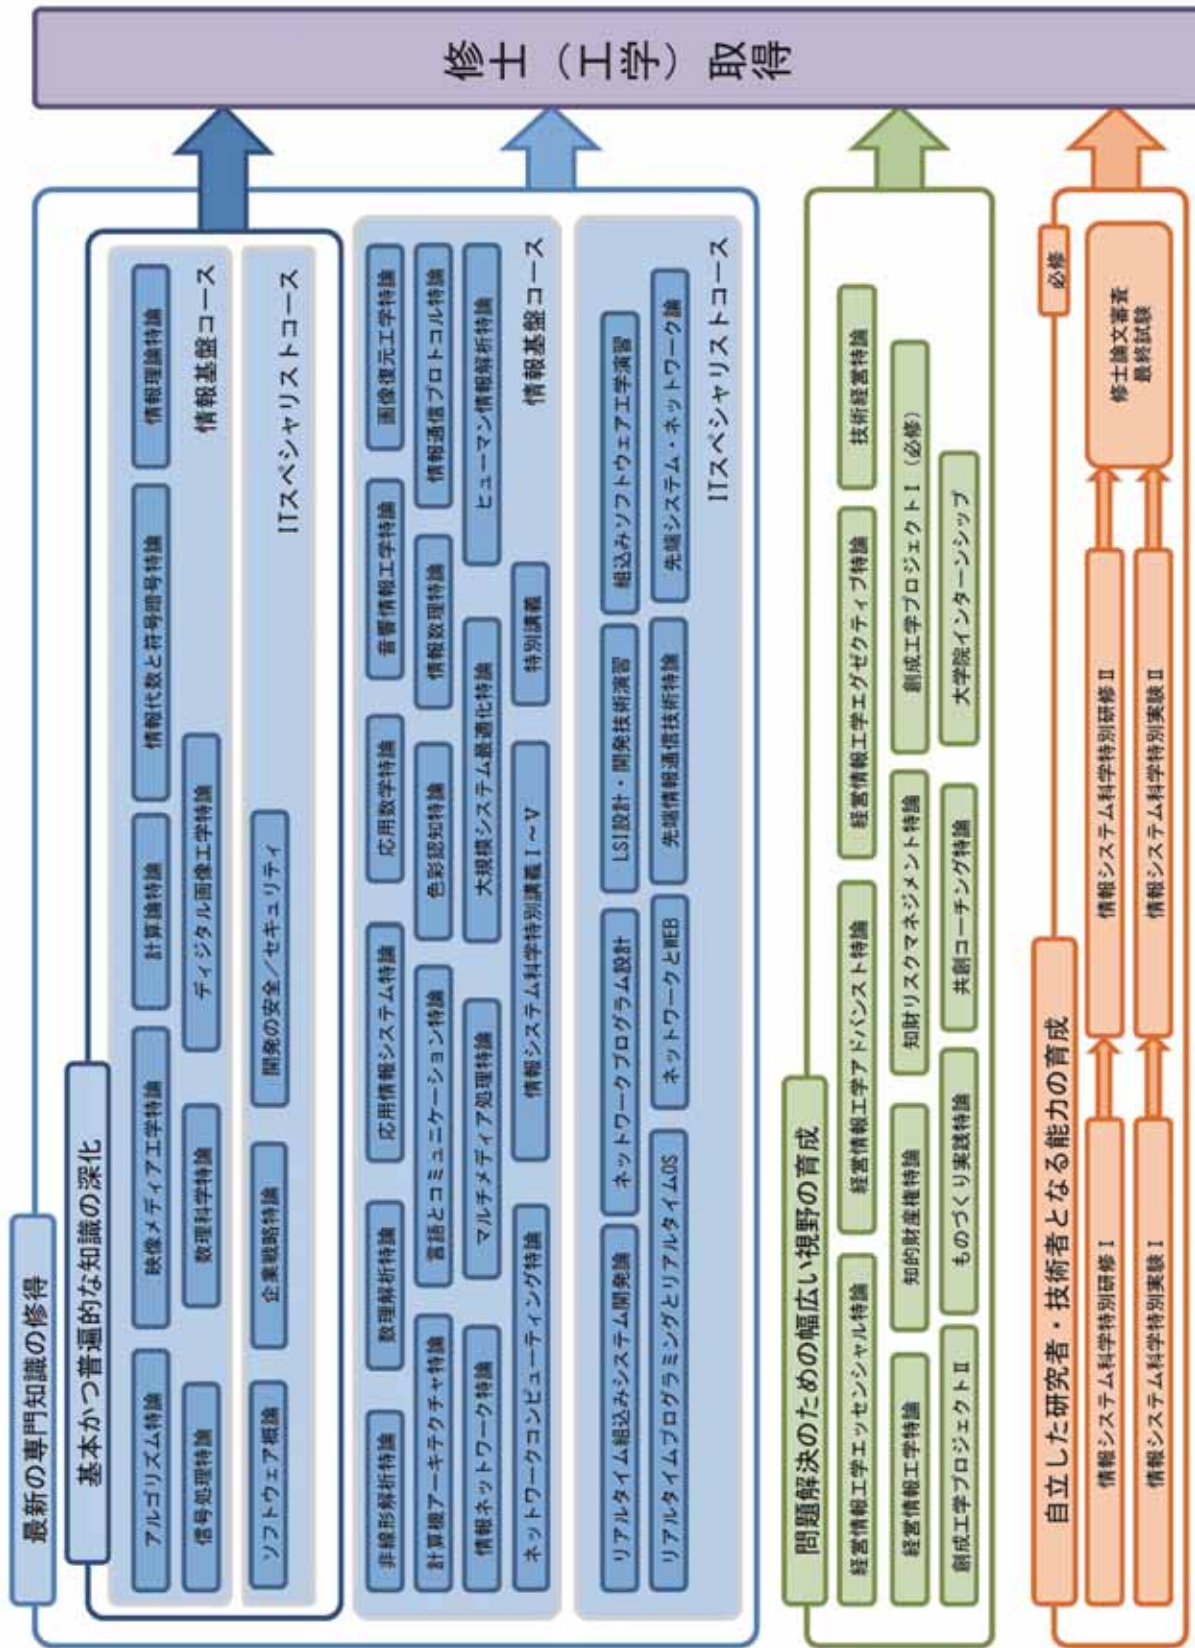 最新の専門知識の修得
基本かつ普遍的な知識の深化
アルゴリズム特論
映像メディア工学特論
計算論特論
情報代数と符号暗号特論
情報理論特論
信号処理特論
数理科学特論
ディジタル画像工学特論
情報基盤コース
ソフトウェア概論
企業戦略特論
開発の安全/セキュリティ
ITスペシャリストコース
非線形解析特論
数理解析特論
応用情報システム特論
応用数学特論
音響情報工学特論
画像復元工学特論
計算機アーキテクチャ特論
言語とコミュニケーション特論
色彩認知特論
情報数理特論
情報通信プロトコル特論
情報ネットワーク特論
マルチメディア処理特論
大規模システム最適化特論
ヒューマン情報解析特論
ネットワークコンピューティング特論
情報システム科学特別講義Ⅰ~Ⅴ
特別講義
情報基盤コース
リアルタイム組込みシステム開発論
ネットワークプログラム設計
LSI設計・開発技術演習
組込みソフトウェア工学演習
リアルタイムプログラミングとリアルタイムOS
ネットワークとWEB
先端情報通信技術特論
先端システム・ネットワーク論
ITスペシャリストコース
問題解決のための幅広い視野の育成
経営情報工学エッセンシャル特論
経営情報工学アドバンスト特論
経営情報工学エグゼクティブ特論
技術経営特論
経営情報工学特論
知的財産権特論
知財リスクマネジメント特論
創成工学プロジェクトⅠ(必修)
創成工学プロジェクトⅡ
ものづくり実践特論
共創コーチング特論
大学院インターンシップ
自立した研究者・技術者となる能力の育成
必修
情報システム科学特別研修Ⅰ
情報システム科学特別研修Ⅱ
情報システム科学特別実験Ⅰ
情報システム科学特別実験Ⅱ
修士論文審査
最終試験
修士(工学)取得